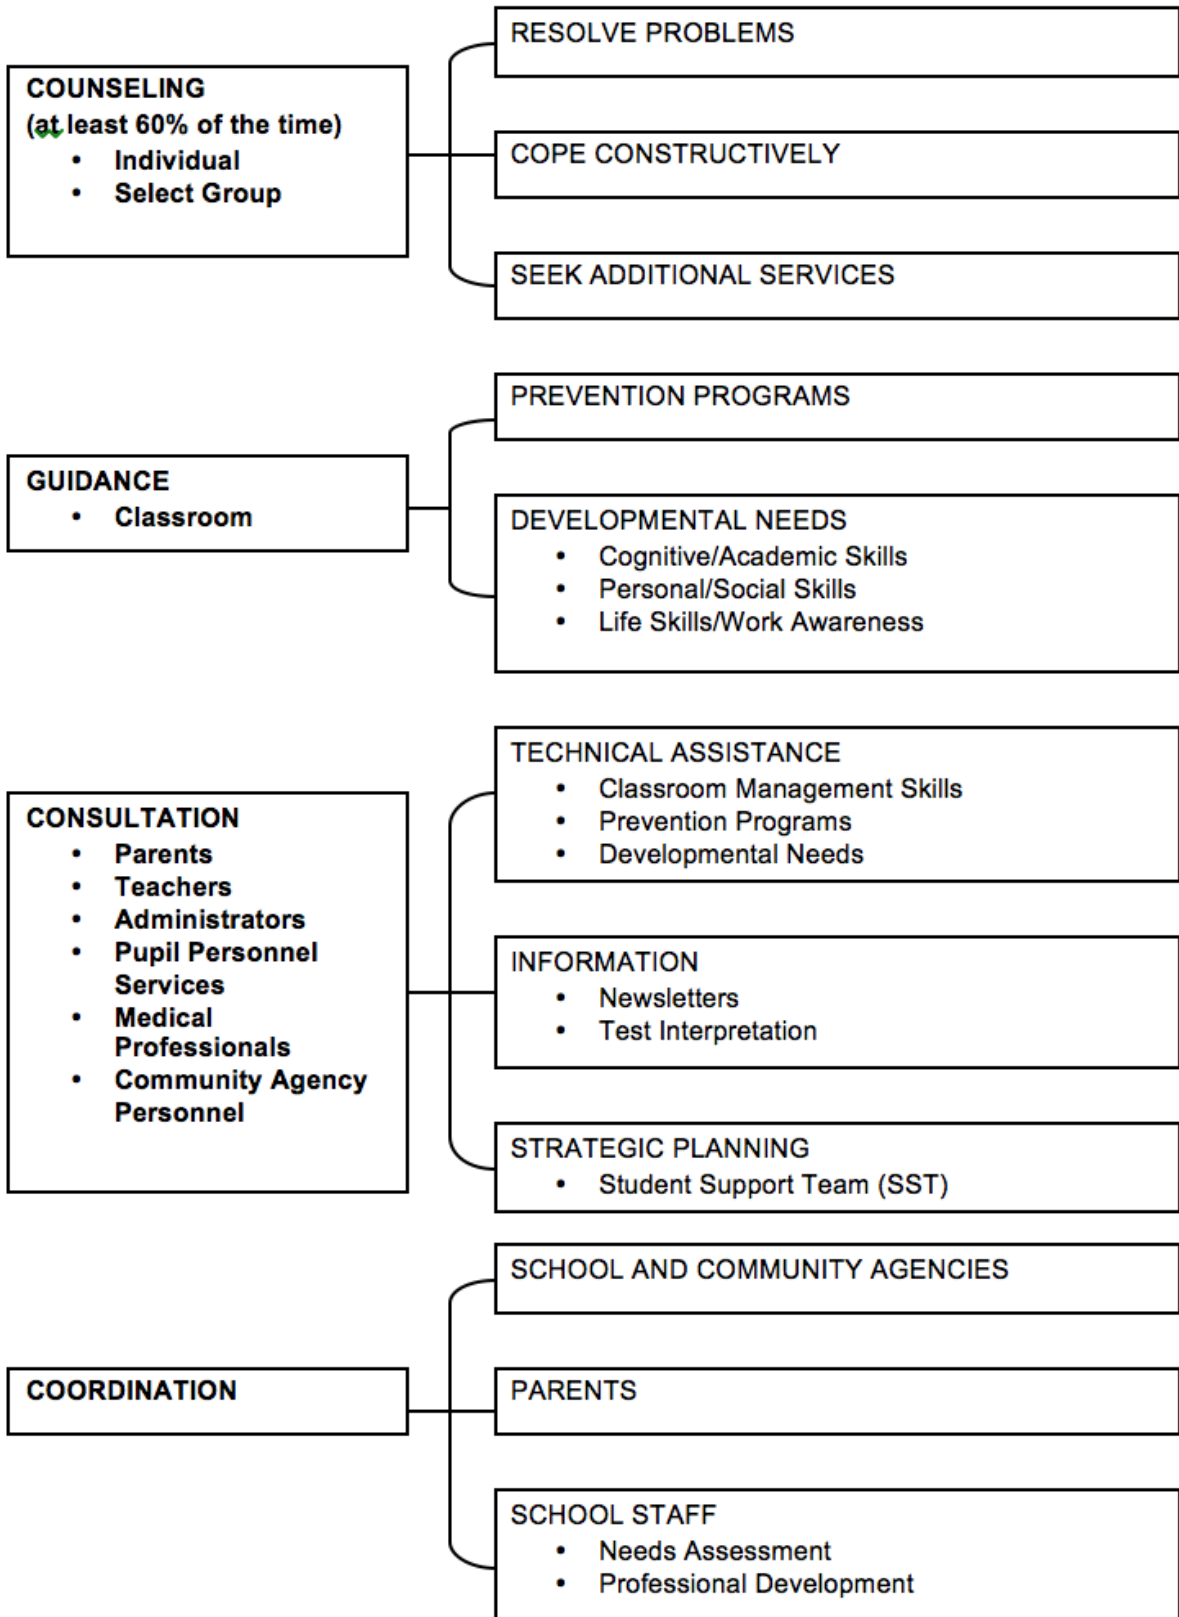 COUNSELING
(at least 60% of the time)
• Individual
• Select Group
RESOLVE PROBLEMS
COPE CONSTRUCTIVELY
SEEK ADDITIONAL SERVICES
GUIDANCE
• Classroom
PREVENTION PROGRAMS
DEVELOPMENTAL NEEDS
• Cognitive/Academic Skills
• Personal/Social Skills
• Life Skills/Work Awareness
CONSULTATION
• Parents
• Teachers
• Administrators
• Pupil Personnel
Services
• Medical
Professionals
• Community Agency
Personnel
TECHNICAL ASSISTANCE
• Classroom Management Skills
• Prevention Programs
• Developmental Needs
INFORMATION
• Newsletters
• Test Interpretation
STRATEGIC PLANNING
• Student Support Team (SST)
COORDINATION
SCHOOL AND COMMUNITY AGENCIES
PARENTS
SCHOOL STAFF
• Needs Assessment
• Professional Development